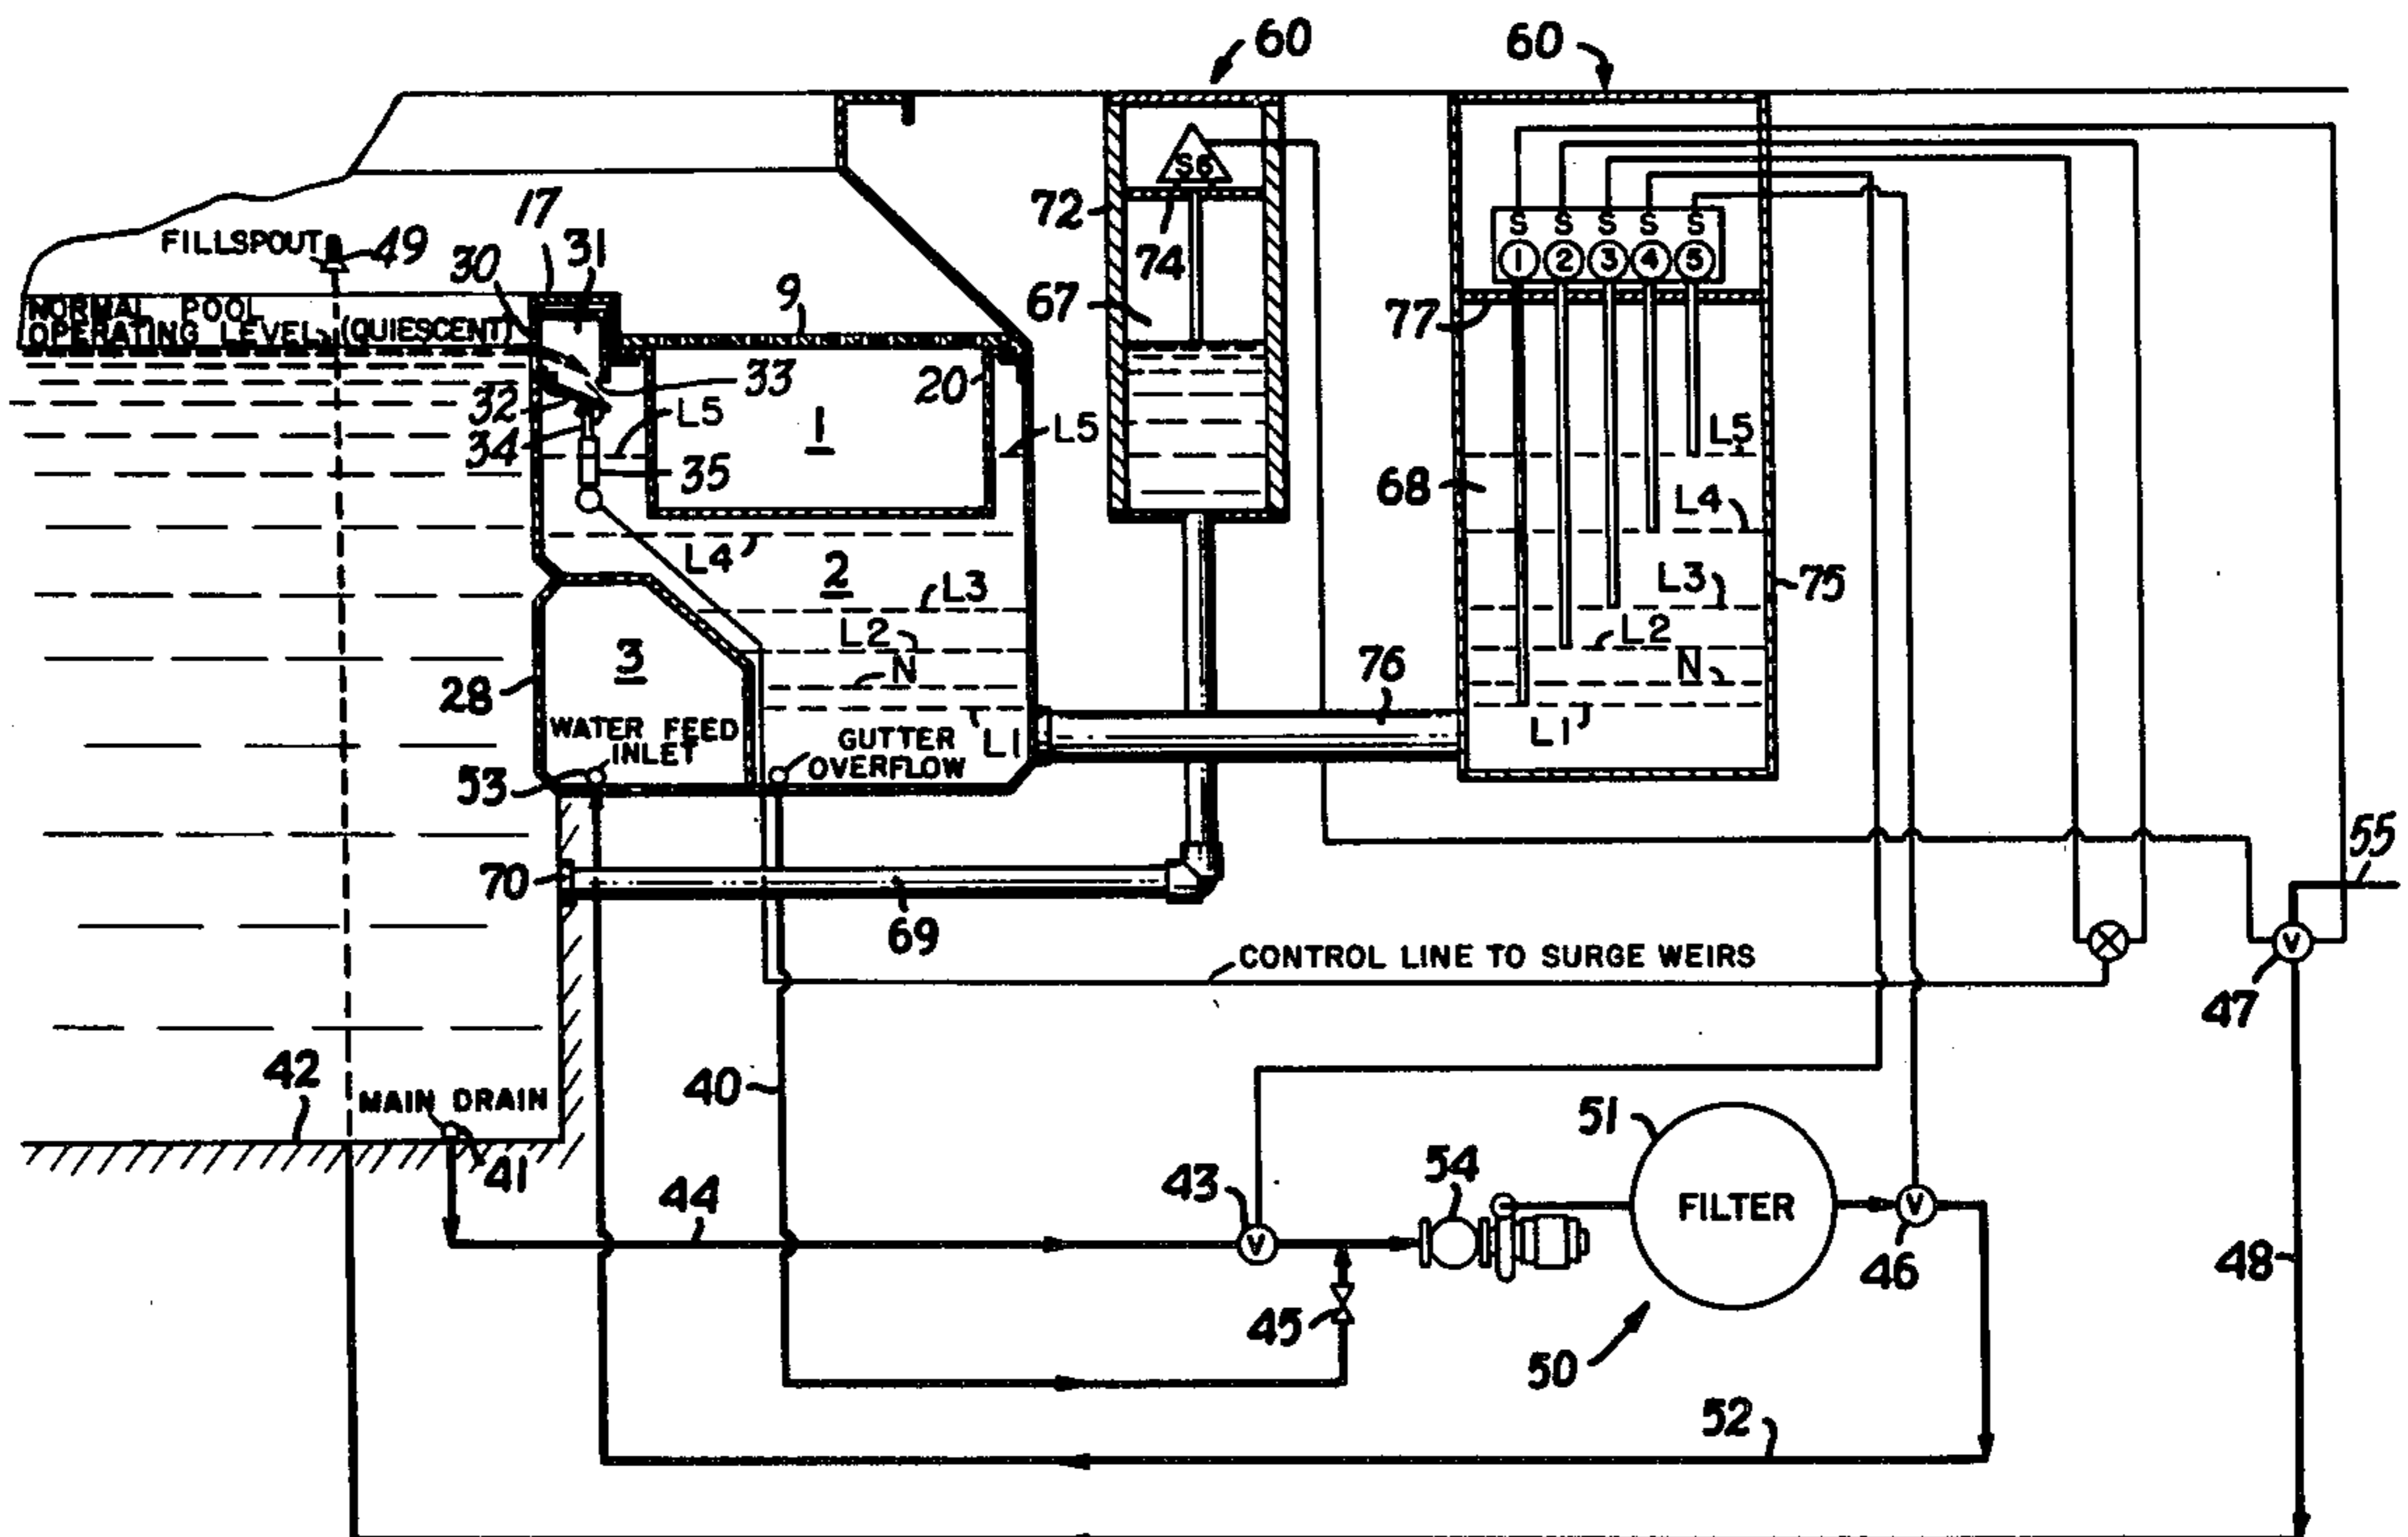 60
60
S6
72
74
67
S S S S S
1 2 3 4 5
77
17
FILLSPOUT
49
31
30
9
NORMAL POOL
OPERATING LEVEL (QUIESCENT)
33
20
32
L5
L5
L5
1
34
35
68
L4
L4
2
L3
L3
75
L2
L2
3
N
N
76
28
WATER FEED
INLET
GUTTER
OVERFLOW
L1
L1
53
55
70
69
CONTROL LINE TO SURGE WEIRS
V
47
42
MAIN DRAIN
41
40
51
54
43
44
FILTER
V
V
46
48
45
50
52